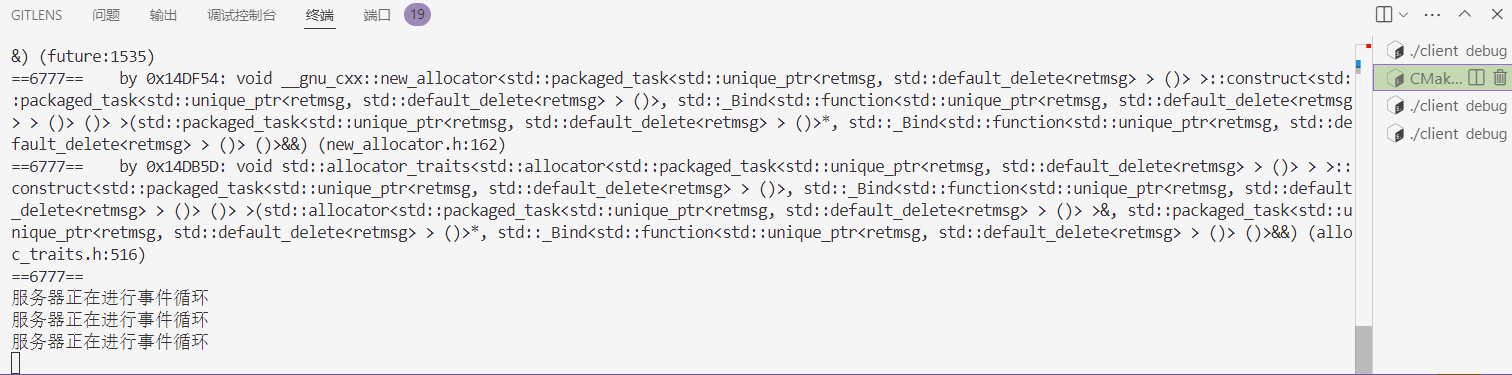 GITLENS 问题 输出 调试控制台 终端 端口 19
&) (future:1535)
==6777==    by 0x14DF54: void __gnu_cxx::new_allocator<std::packaged_task<std::unique_ptr<retmsg, std::default_delete<retmsg> > ()> >::construct<std:
:packaged_task<std::unique_ptr<retmsg, std::default_delete<retmsg> > ()>, std::_Bind<std::function<std::unique_ptr<retmsg, std::default_delete<retmsg
> > ()> ()> >(std::packaged_task<std::unique_ptr<retmsg, std::default_delete<retmsg> > ()>*, std::_Bind<std::function<std::unique_ptr<retmsg, std::de
fault_delete<retmsg> > ()> ()>&&) (new_allocator.h:162)
==6777==    by 0x14DB5D: void std::allocator_traits<std::allocator<std::packaged_task<std::unique_ptr<retmsg, std::default_delete<retmsg> > ()> > >::
construct<std::packaged_task<std::unique_ptr<retmsg, std::default_delete<retmsg> > ()>, std::_Bind<std::function<std::unique_ptr<retmsg, std::default
_delete<retmsg> > ()> ()> >(std::allocator<std::packaged_task<std::unique_ptr<retmsg, std::default_delete<retmsg> > ()> >&, std::packaged_task<std::u
nique_ptr<retmsg, std::default_delete<retmsg> > ()>*, std::_Bind<std::function<std::unique_ptr<retmsg, std::default_delete<retmsg> > ()> ()>&&) (allo
c_traits.h:516)
==6777==
服务器正在进行事件循环
服务器正在进行事件循环
服务器正在进行事件循环
./client debug
CMak...
./client debug
./client debug